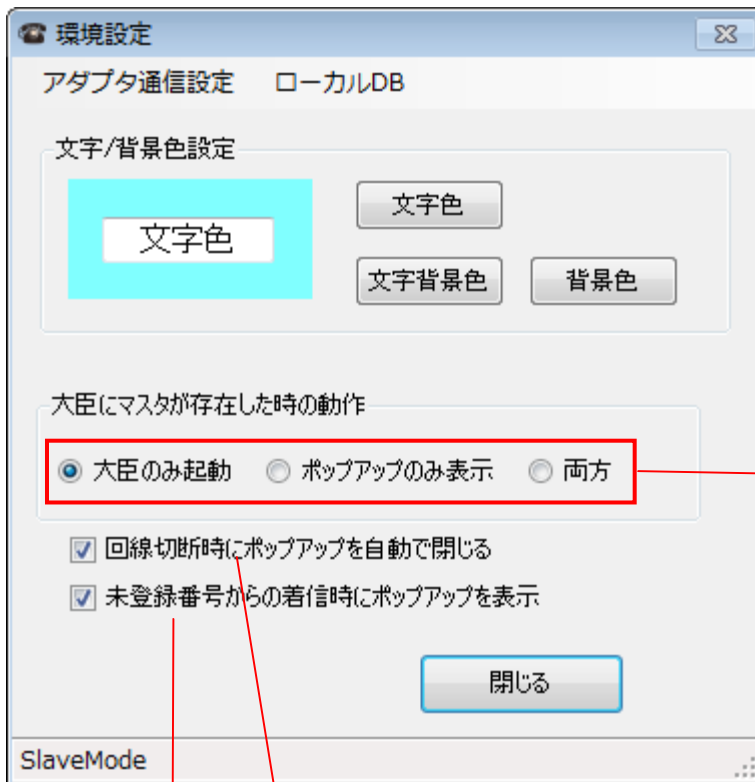 環境設定
アダプタ通信設定 ローカルDB
文字/背景色設定
文字色
文字色
文字背景色 背景色
大臣にマスタが存在した時の動作
大臣のみ起動 ポップアップのみ表示 両方
回線切断時にポップアップを自動で閉じる
未登録番号からの着信時にポップアップを表示
閉じる
SlaveMode